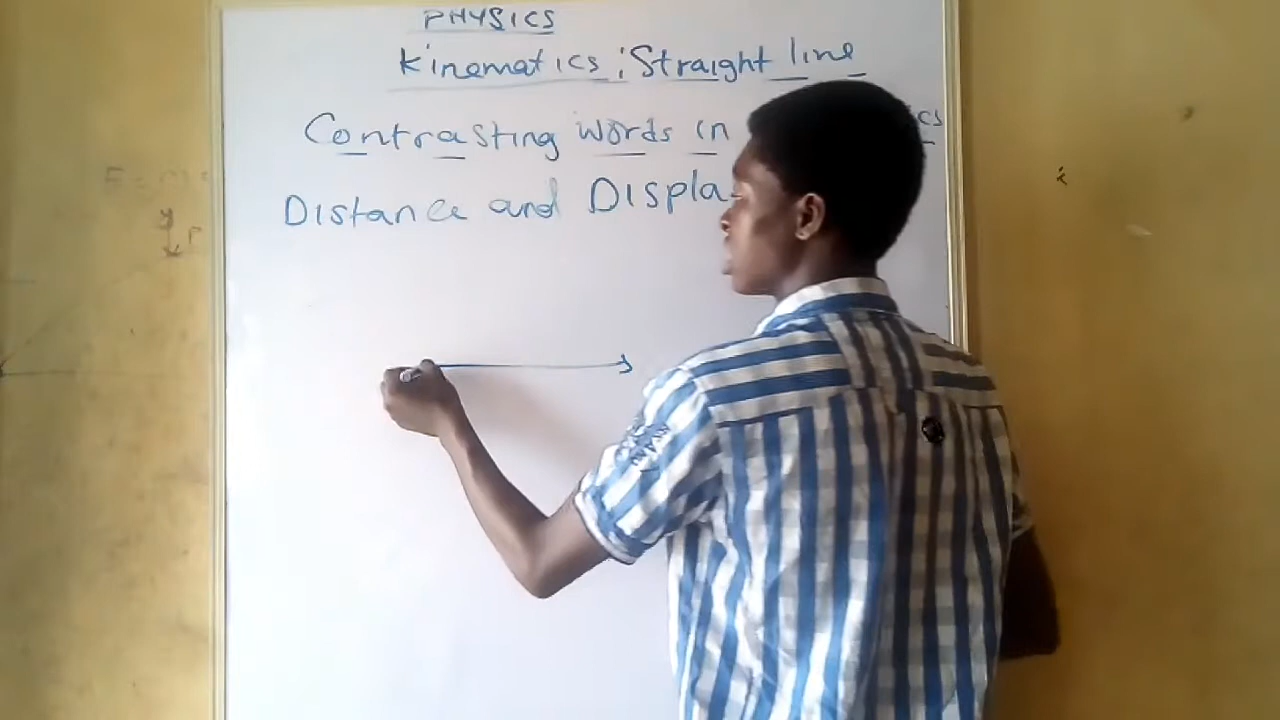 PHYSICS
Kinematics ; Straight line
Contrasting words in
Distance and Displa